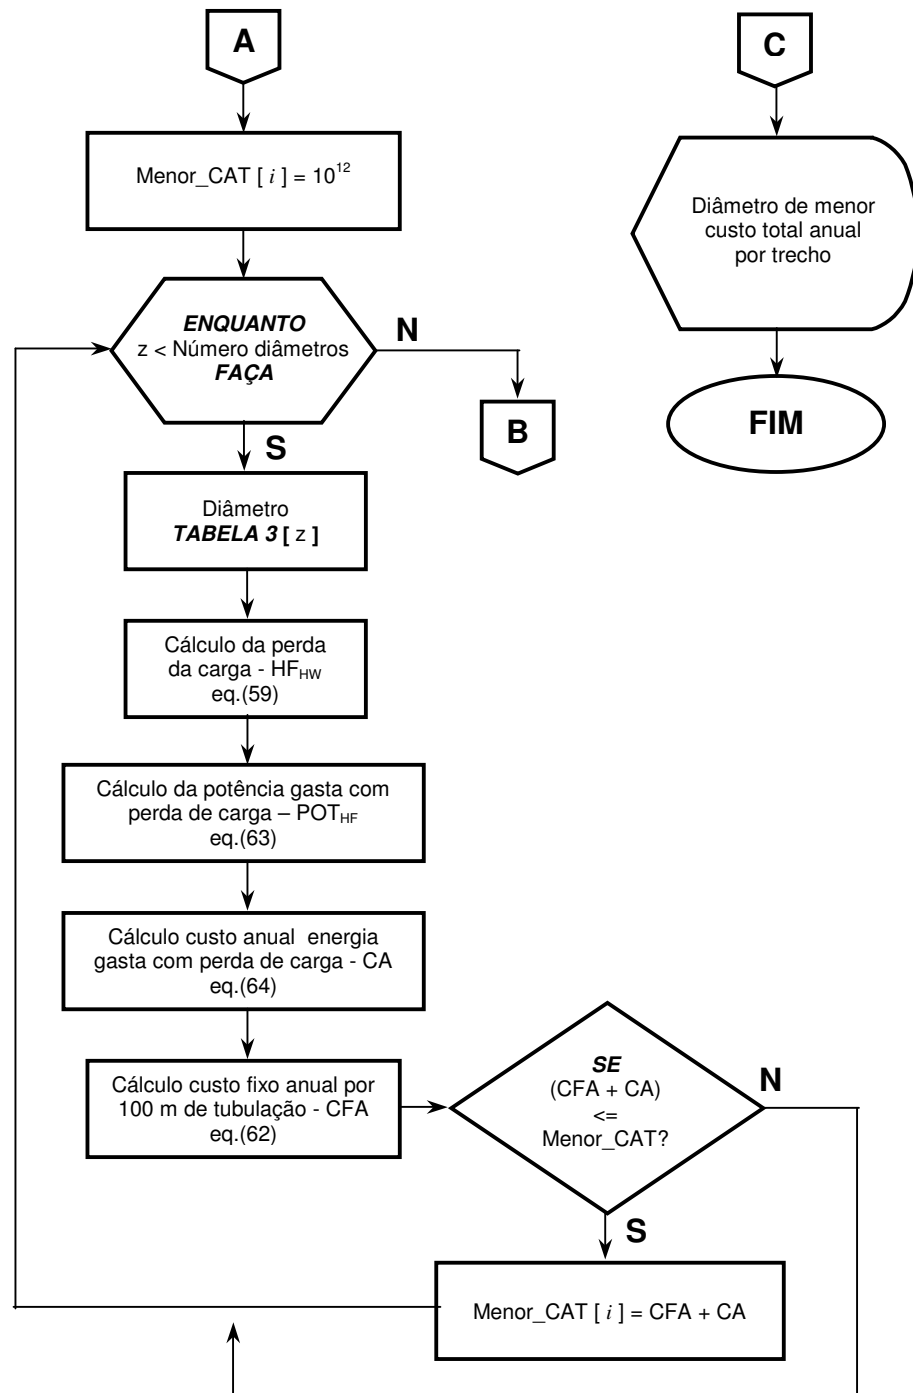 A
Menor_CAT [ i ] = 10¹²
ENQUANTO
z < Número diâmetros
FAÇA
N
B
S
Diâmetro
TABELA 3 [ z ]
Cálculo da perda
da carga - HF_HW
eq.(59)
Cálculo da potência gasta com
perda de carga – POT_HF
eq.(63)
Cálculo custo anual energia
gasta com perda de carga - CA
eq.(64)
Cálculo custo fixo anual por
100 m de tubulação - CFA
eq.(62)
SE
(CFA + CA)
<=
Menor_CAT?
N
S
Menor_CAT [ i ] = CFA + CA
C
Diâmetro de menor
custo total anual
por trecho
FIM